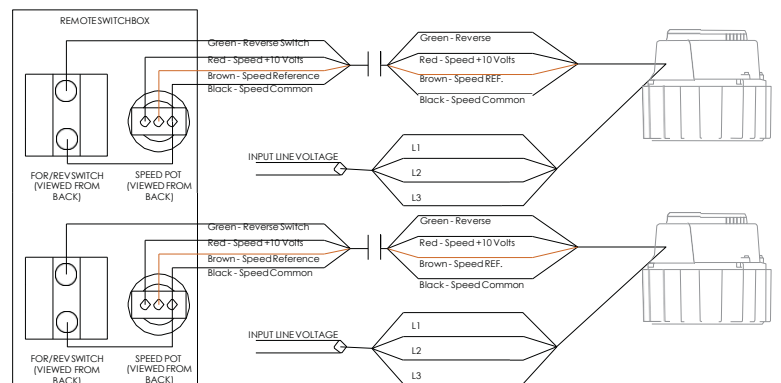 REMOTE SWITCHBOX
Green - Reverse Switch
Red - Speed +10 Volts
Brown - Speed Reference
Black - Speed Common
Green - Reverse
Red - Speed +10 Volts
Brown - Speed REF.
Black - Speed Common
INPUT LINE VOLTAGE
L1
L2
L3
FOR/REV SWITCH
(VIEWED FROM
BACK)
SPEED POT
(VIEWED FROM
BACK)
Green - Reverse Switch
Red - Speed +10 Volts
Brown - Speed Reference
Black - Speed Common
Green - Reverse
Red - Speed +10 Volts
Brown - Speed REF.
Black - Speed Common
INPUT LINE VOLTAGE
L1
L2
L3
FOR/REV SWITCH
(VIEWED FROM
BACK)
SPEED POT
(VIEWED FROM
BACK)